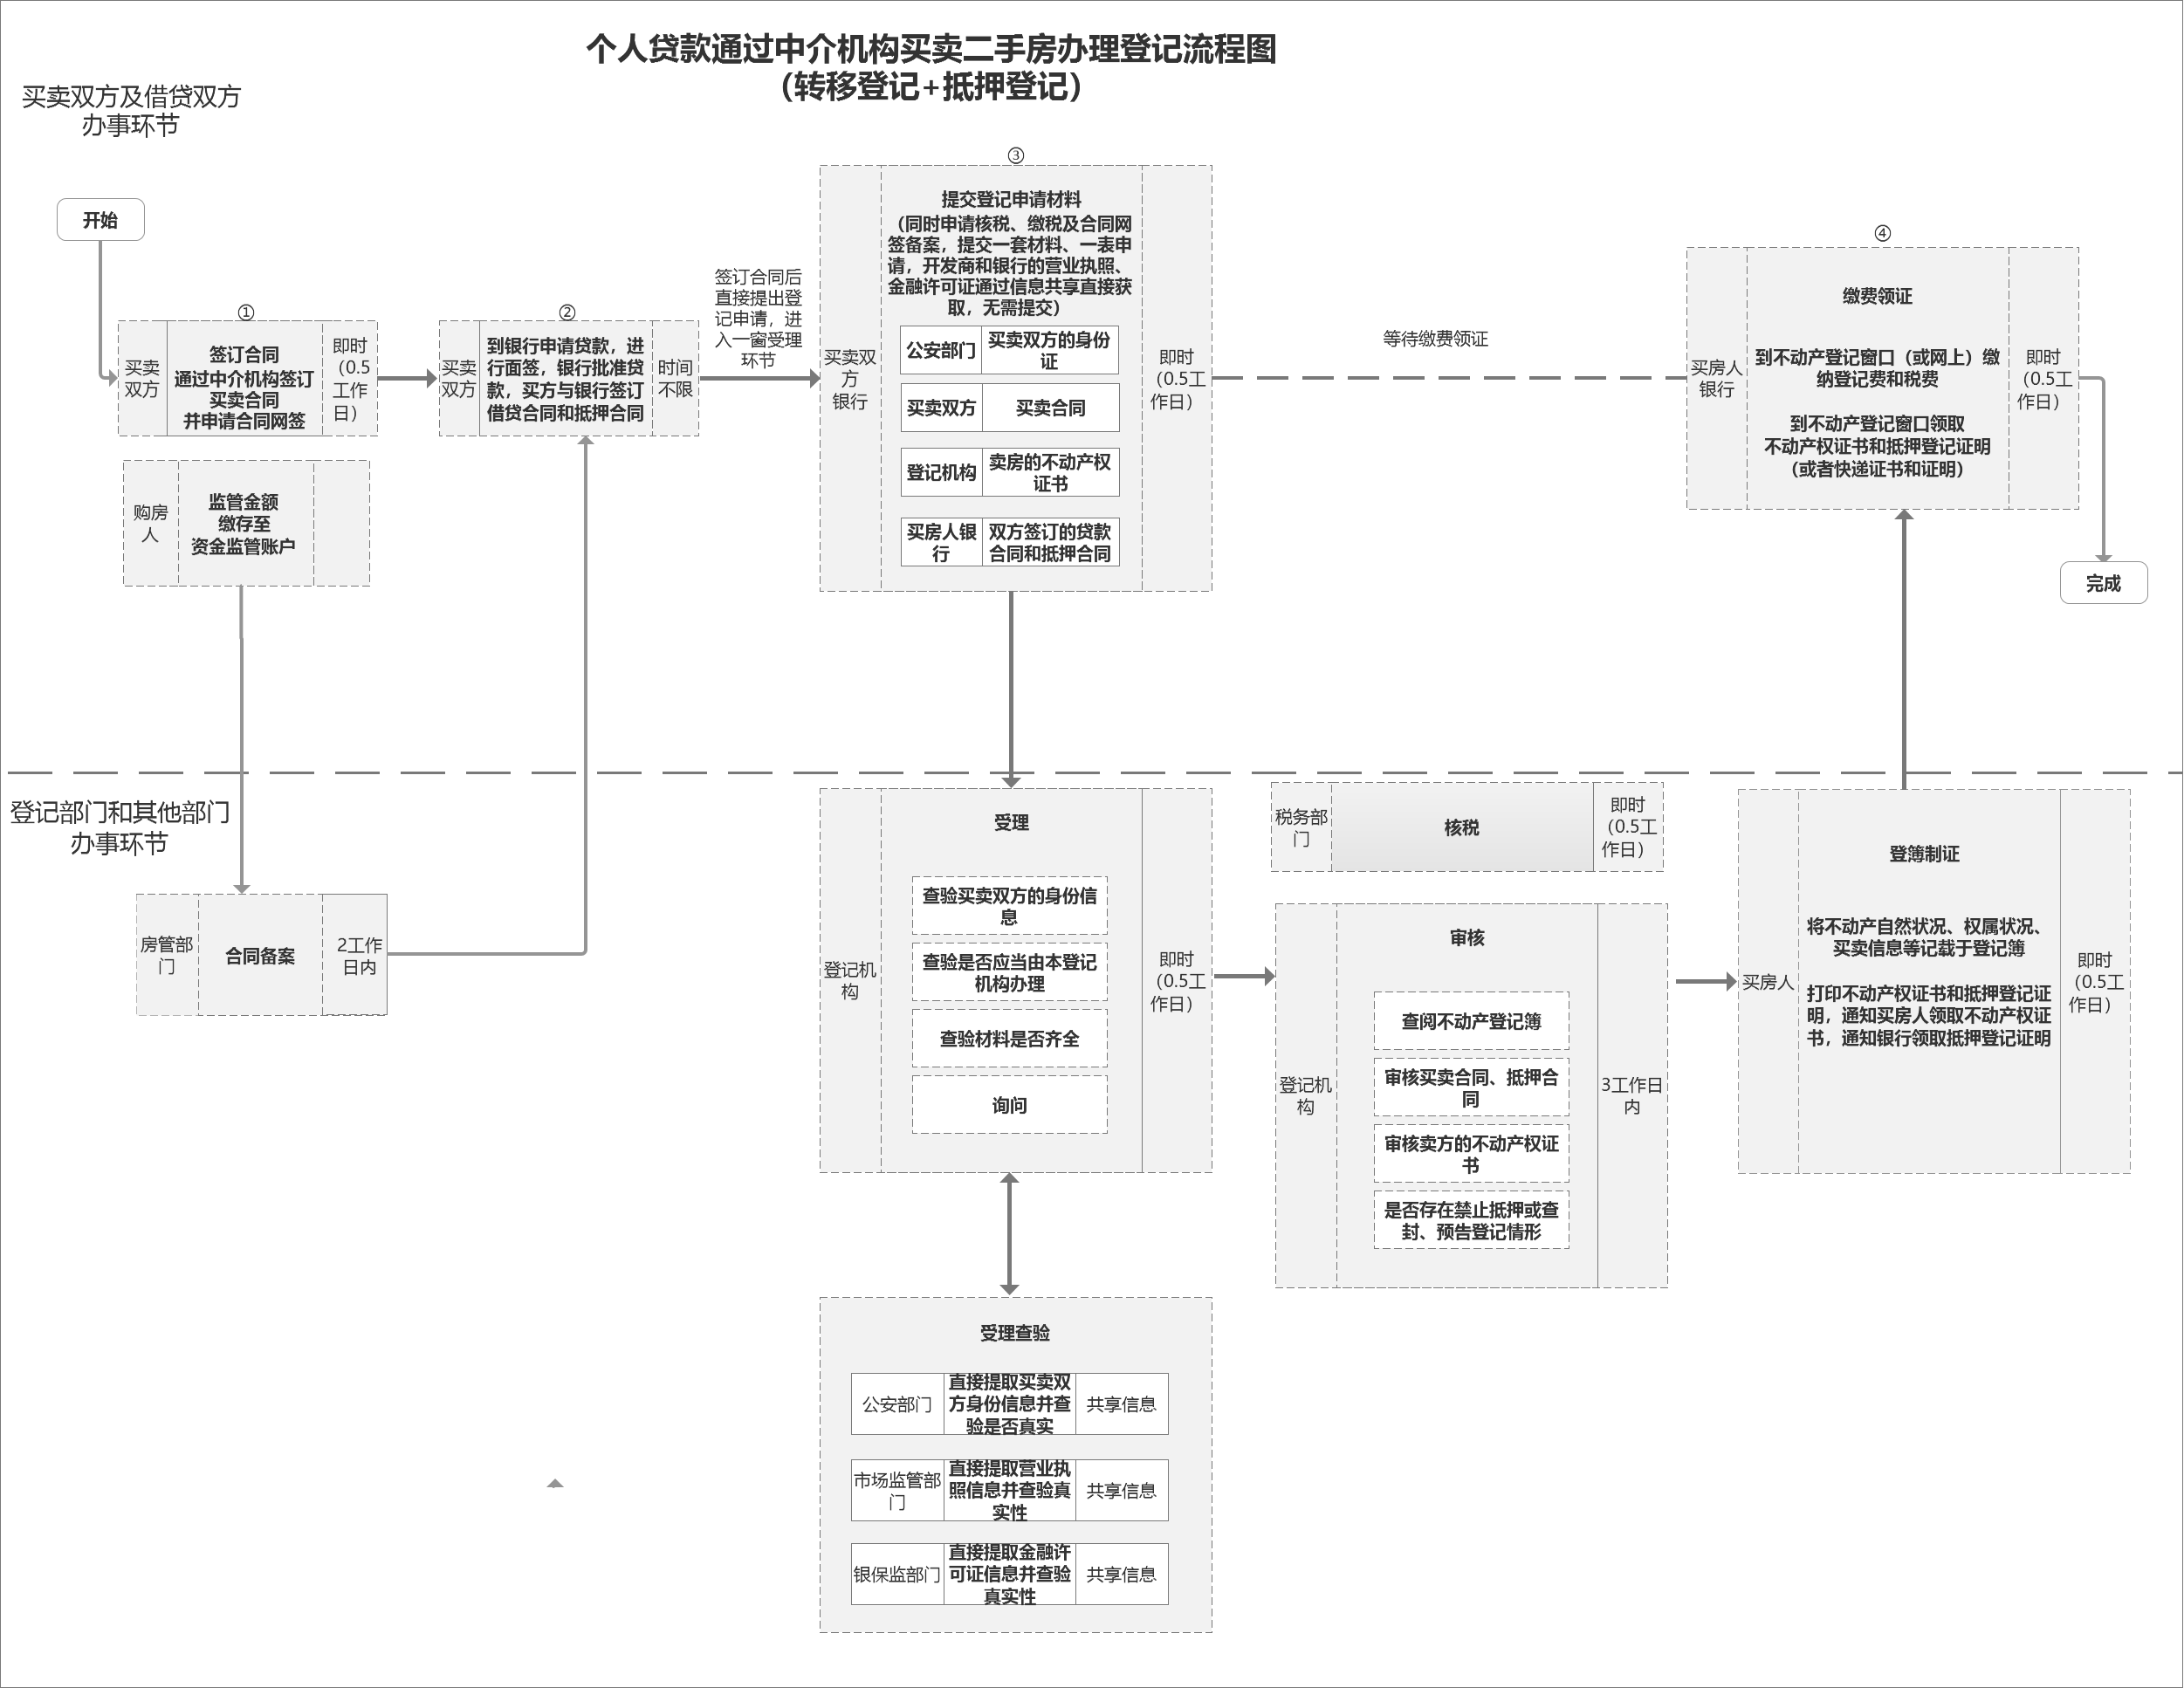 个人贷款通过中介机构买卖二手房办理登记流程图
（转移登记+抵押登记）
买卖双方及借贷双方
办事环节
开始
①
买卖
双方
签订合同
通过中介机构签订
买卖合同
并申请合同网签
即时
（0.5
工作
日）
购房
人
监管金额
缴存至
资金监管账户
②
买卖
双方
到银行申请贷款，进
行面签，银行批准贷
款，买方与银行签订
借贷合同和抵押合同
时间
不限
签订合同后
直接提出登
记申请，进
入一窗受理
环节
③
买卖双
方
银行
提交登记申请材料
（同时申请核税、缴税及合同网
签备案，提交一套材料、一表申
请，开发商和银行的营业执照、
金融许可证通过信息共享直接获
取，无需提交）
公安部门
买卖双方的身份
证
买卖双方
买卖合同
登记机构
卖房的不动产权
证书
买房人银
行
双方签订的贷款
合同和抵押合同
即时
（0.5工
作日）
等待缴费领证
④
买房人
银行
缴费领证
到不动产登记窗口（或网上）缴
纳登记费和税费
到不动产登记窗口领取
不动产权证书和抵押登记证明
（或者快递证书和证明）
即时
（0.5工
作日）
完成
登记部门和其他部门
办事环节
房管部
门
合同备案
2工作
日内
登记机
构
受理
查验买卖双方的身份信
息
查验是否应当由本登记
机构办理
查验材料是否齐全
询问
即时
（0.5工
作日）
税务部
门
核税
即时
（0.5工
作日）
登记机
构
审核
查阅不动产登记簿
审核买卖合同、抵押合
同
审核卖方的不动产权证
书
是否存在禁止抵押或查
封、预告登记情形
3工作日
内
买房人
登簿制证
将不动产自然状况、权属状况、
买卖信息等记载于登记簿
打印不动产权证书和抵押登记证
明，通知买房人领取不动产权证
书，通知银行领取抵押登记证明
即时
（0.5工
作日）
受理查验
公安部门
直接提取买卖双
方身份信息并查
验是否真实
共享信息
市场监管部
门
直接提取营业执
照信息并查验真
实性
共享信息
银保监部门
直接提取金融许
可证信息并查验
真实性
共享信息